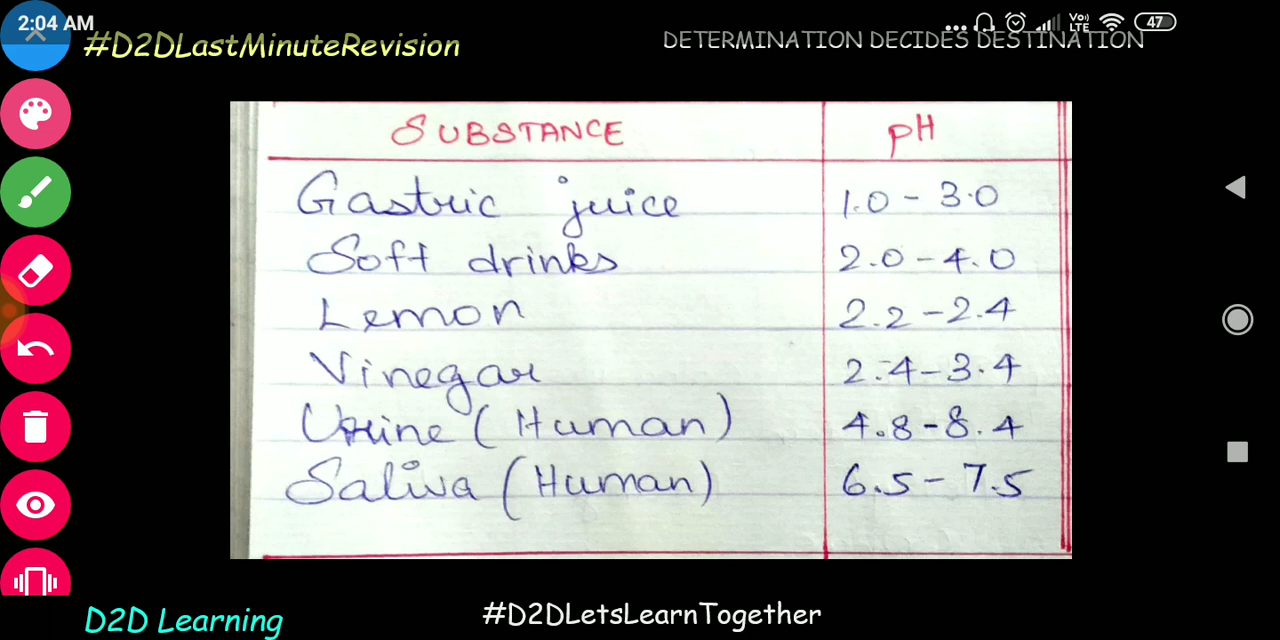 2:04 AM
Vo) LTE 47
#D2DLastMinuteRevision
DETERMINATION DECIDES DESTINATION
SUBSTANCE pH
Gastric juice 1.0 - 3.0
Soft drinks 2.0 - 4.0
Lemon 2.2 - 2.4
Vinegar 2.4 - 3.4
Urine (Human) 4.8 - 8.4
Saliva (Human) 6.5 - 7.5
D2D Learning
#D2DLetsLearnTogether